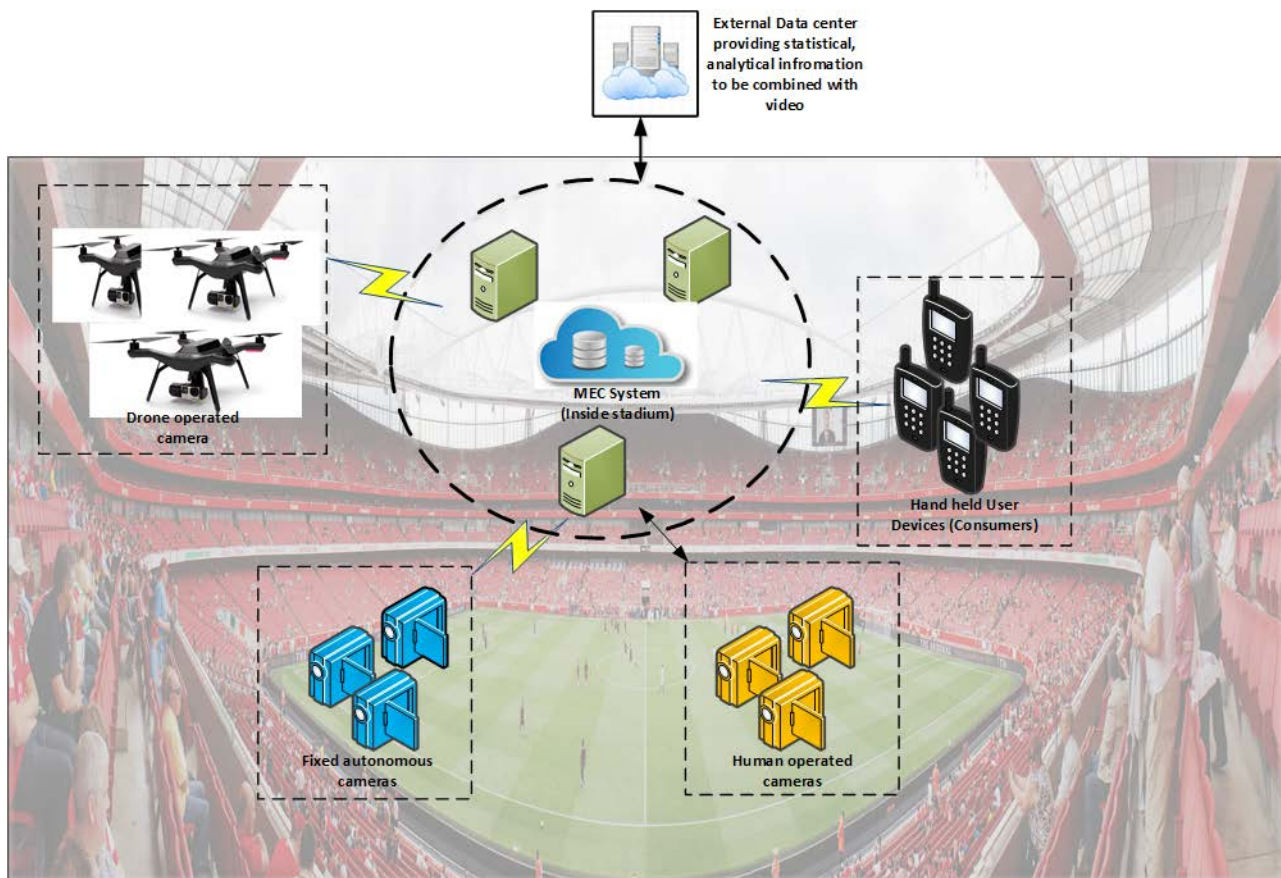 External Data center
providing statistical,
analytical infromation
to be combined with
video
Drone operated
camera
MEC System
(Inside stadium)
Hand held User
Devices (Consumers)
Fixed autonomous
cameras
Human operated
cameras